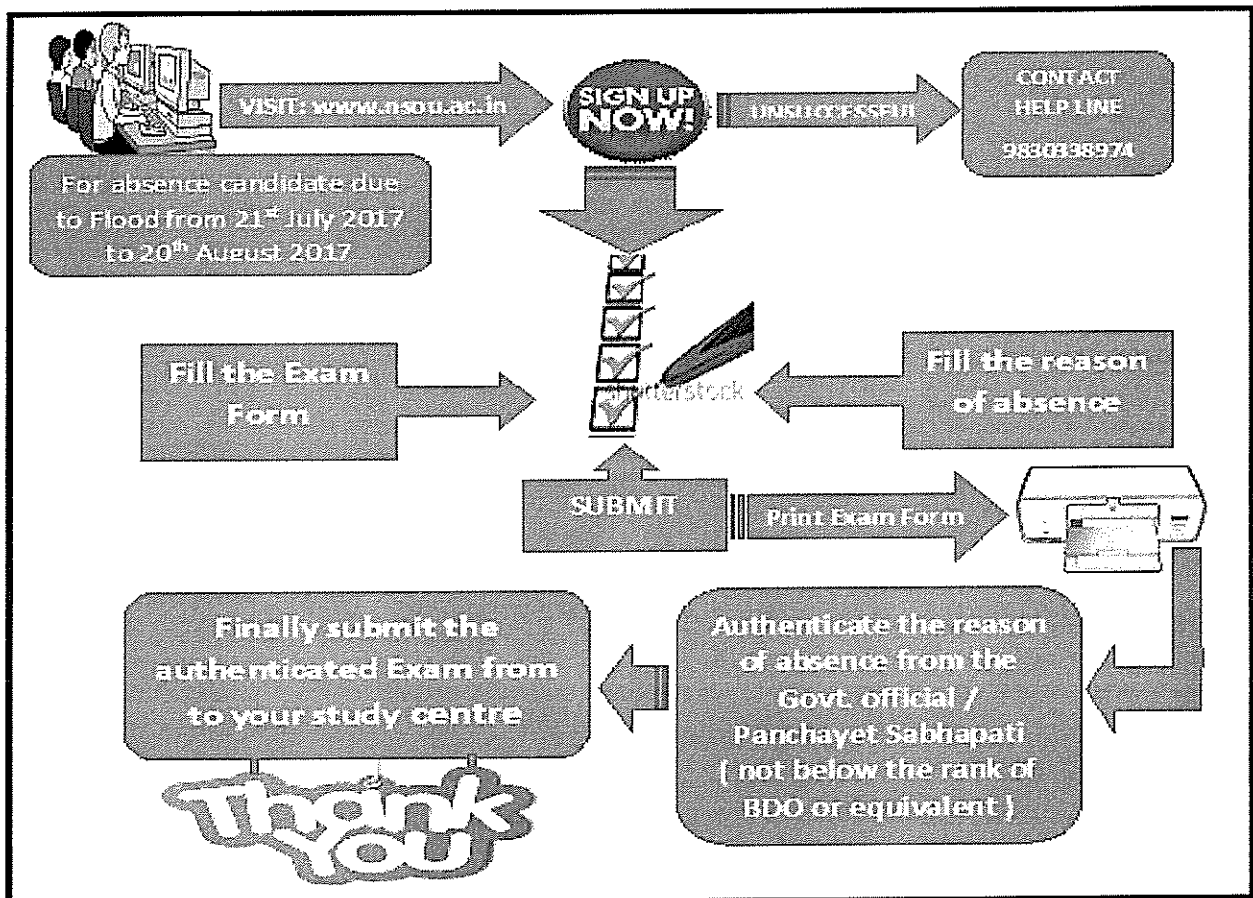 VISIT: www.nsou.ac.in
SIGN UP
NOW!
UNSUCCESSFUL
CONTACT
HELP LINE
9830338974
For absence candidate due
to Flood from 21st July 2017
to 20th August 2017
Fill the Exam
Form
shutterstock
Fill the reason
of absence
SUBMIT
Print Exam Form
Authenticate the reason
of absence from the
Govt. official /
Panchayet Sabhapati
( not below the rank of
BDO or equivalent )
Finally submit the
authenticated Exam from
to your study centre
Thank
You